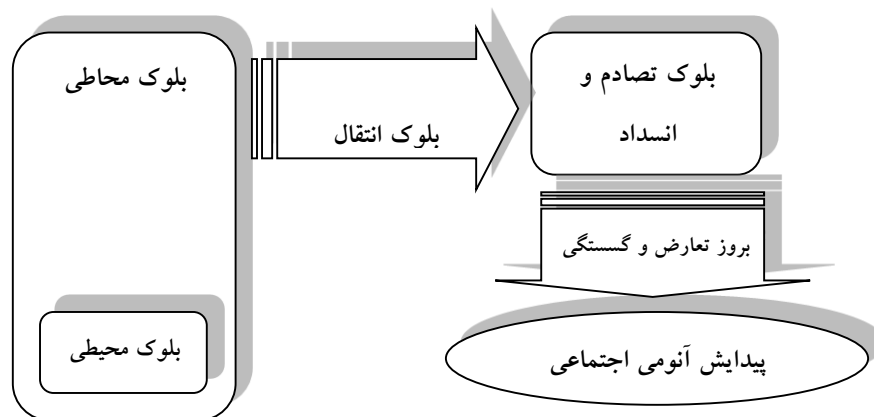 بلوک محاطی
بلوک تصادم و
انسداد
بلوک انتقال
بروز تعارض و گسستگی
بلوک محیطی
پیدایش آنومی اجتماعی